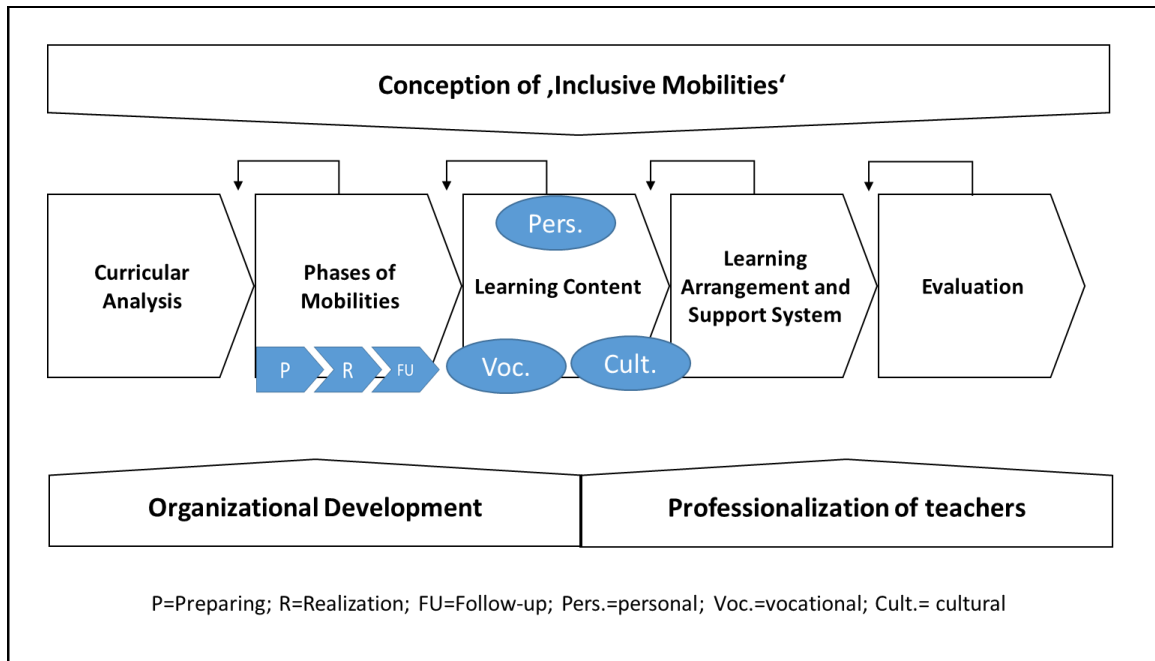 Conception of ‚Inclusive Mobilities‘
Pers.
Curricular
Analysis
Phases of
Mobilities
Learning Content
Learning
Arrangement and
Support System
Evaluation
P
R
FU
Voc.
Cult.
Organizational Development
Professionalization of teachers
P=Preparing; R=Realization; FU=Follow-up; Pers.=personal; Voc.=vocational; Cult.= cultural